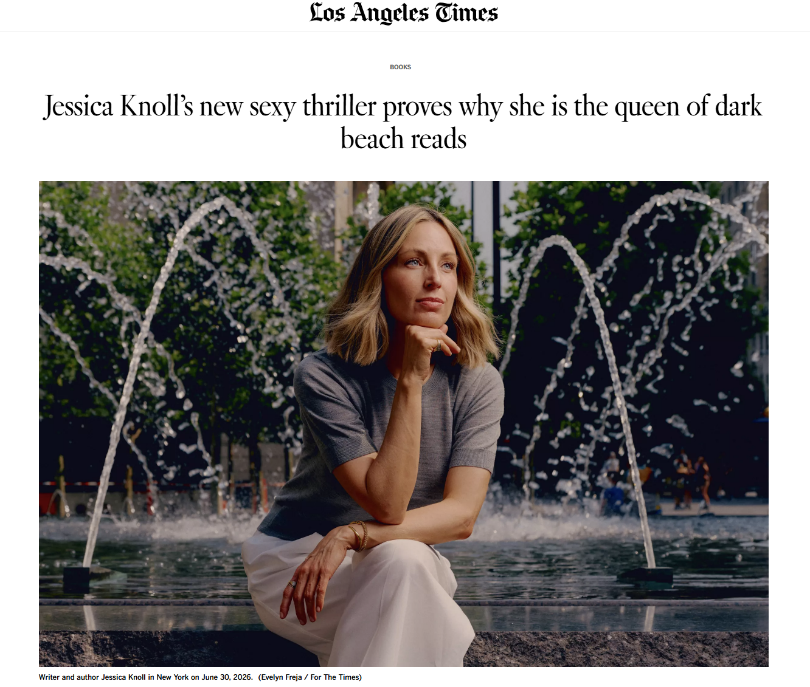 Los Angeles Times
BOOKS
Jessica Knoll’s new sexy thriller proves why she is the queen of dark
beach reads
Writer and author Jessica Knoll in New York on June 30, 2026. (Evelyn Freja / For The Times)